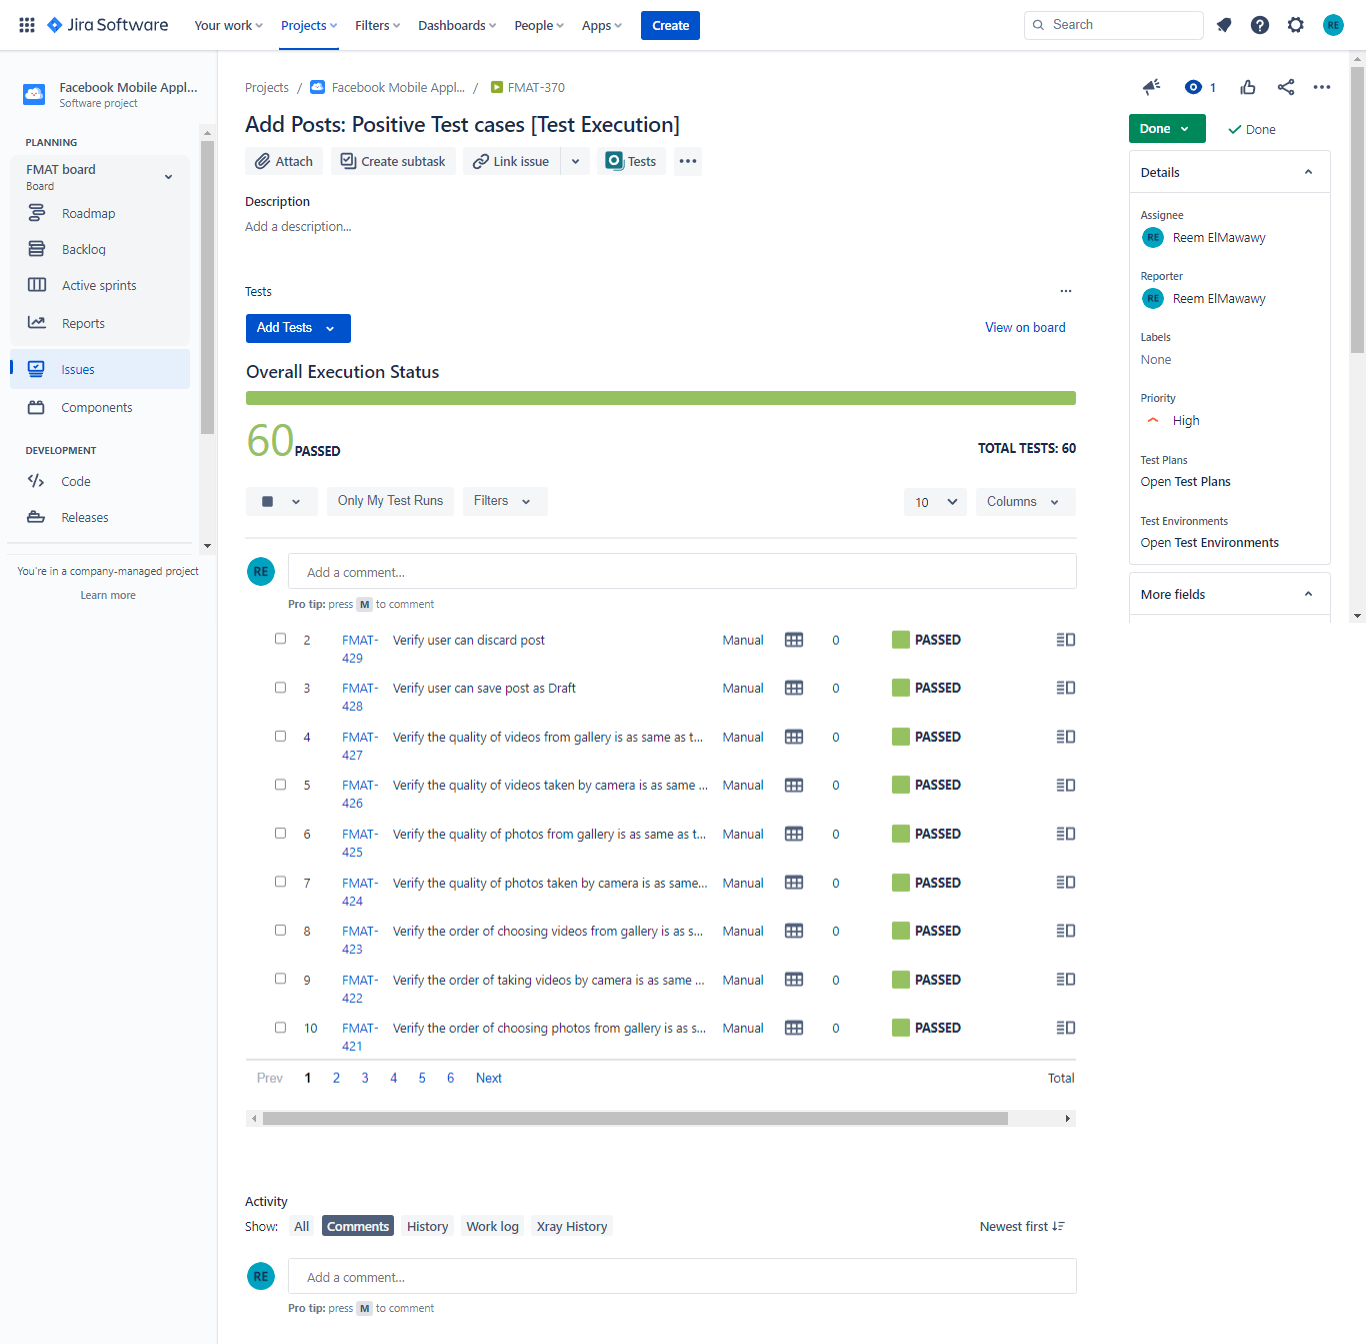 Jira Software
Your work
Projects
Filters
Dashboards
People
Apps
Create
Search
RE
Facebook Mobile Appl...
Software project
PLANNING
FMAT board
Board
Roadmap
Backlog
Active sprints
Reports
Issues
Components
DEVELOPMENT
Code
Releases
You're in a company-managed project
Learn more
Projects / Facebook Mobile Appl... / FMAT-370
Add Posts: Positive Test cases [Test Execution]
Attach
Create subtask
Link issue
Tests
Description
Add a description...
Tests
Add Tests
View on board
Overall Execution Status
60 PASSED
TOTAL TESTS: 60
Only My Test Runs
Filters
10
Columns
RE
Add a comment...
Pro tip: press M to comment
2 FMAT-429 Verify user can discard post Manual 0 PASSED
3 FMAT-428 Verify user can save post as Draft Manual 0 PASSED
4 FMAT-427 Verify the quality of videos from gallery is as same as t... Manual 0 PASSED
5 FMAT-426 Verify the quality of videos taken by camera is as same ... Manual 0 PASSED
6 FMAT-425 Verify the quality of photos from gallery is as same as t... Manual 0 PASSED
7 FMAT-424 Verify the quality of photos taken by camera is as same... Manual 0 PASSED
8 FMAT-423 Verify the order of choosing videos from gallery is as s... Manual 0 PASSED
9 FMAT-422 Verify the order of taking videos by camera is as same ... Manual 0 PASSED
10 FMAT-421 Verify the order of choosing photos from gallery is as s... Manual 0 PASSED
Prev 1 2 3 4 5 6 Next
Total
Activity
Show: All Comments History Work log Xray History
Newest first
RE
Add a comment...
Pro tip: press M to comment
1
Done
Done
Details
Assignee
RE Reem ElMawawy
Reporter
RE Reem ElMawawy
Labels
None
Priority
High
Test Plans
Open Test Plans
Test Environments
Open Test Environments
More fields